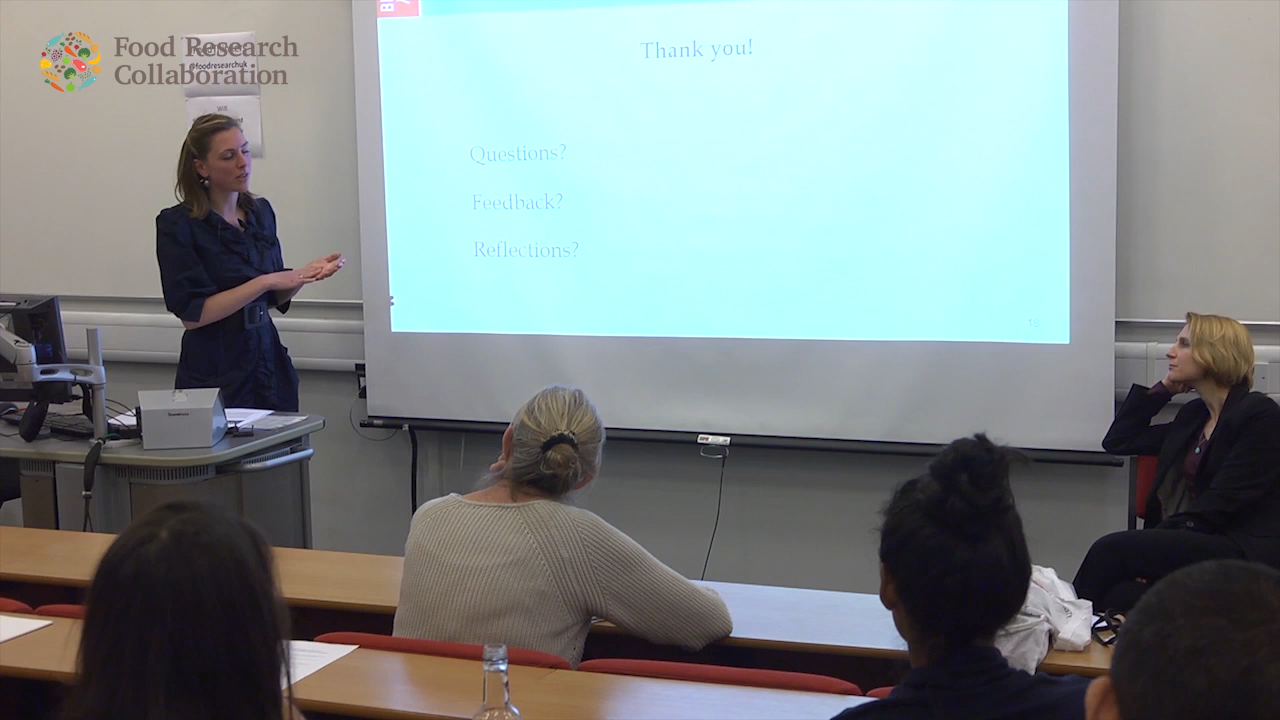 Food Research
Collaboration
@foodresearchuk
Thank you!
Questions?
Feedback?
Reflections?